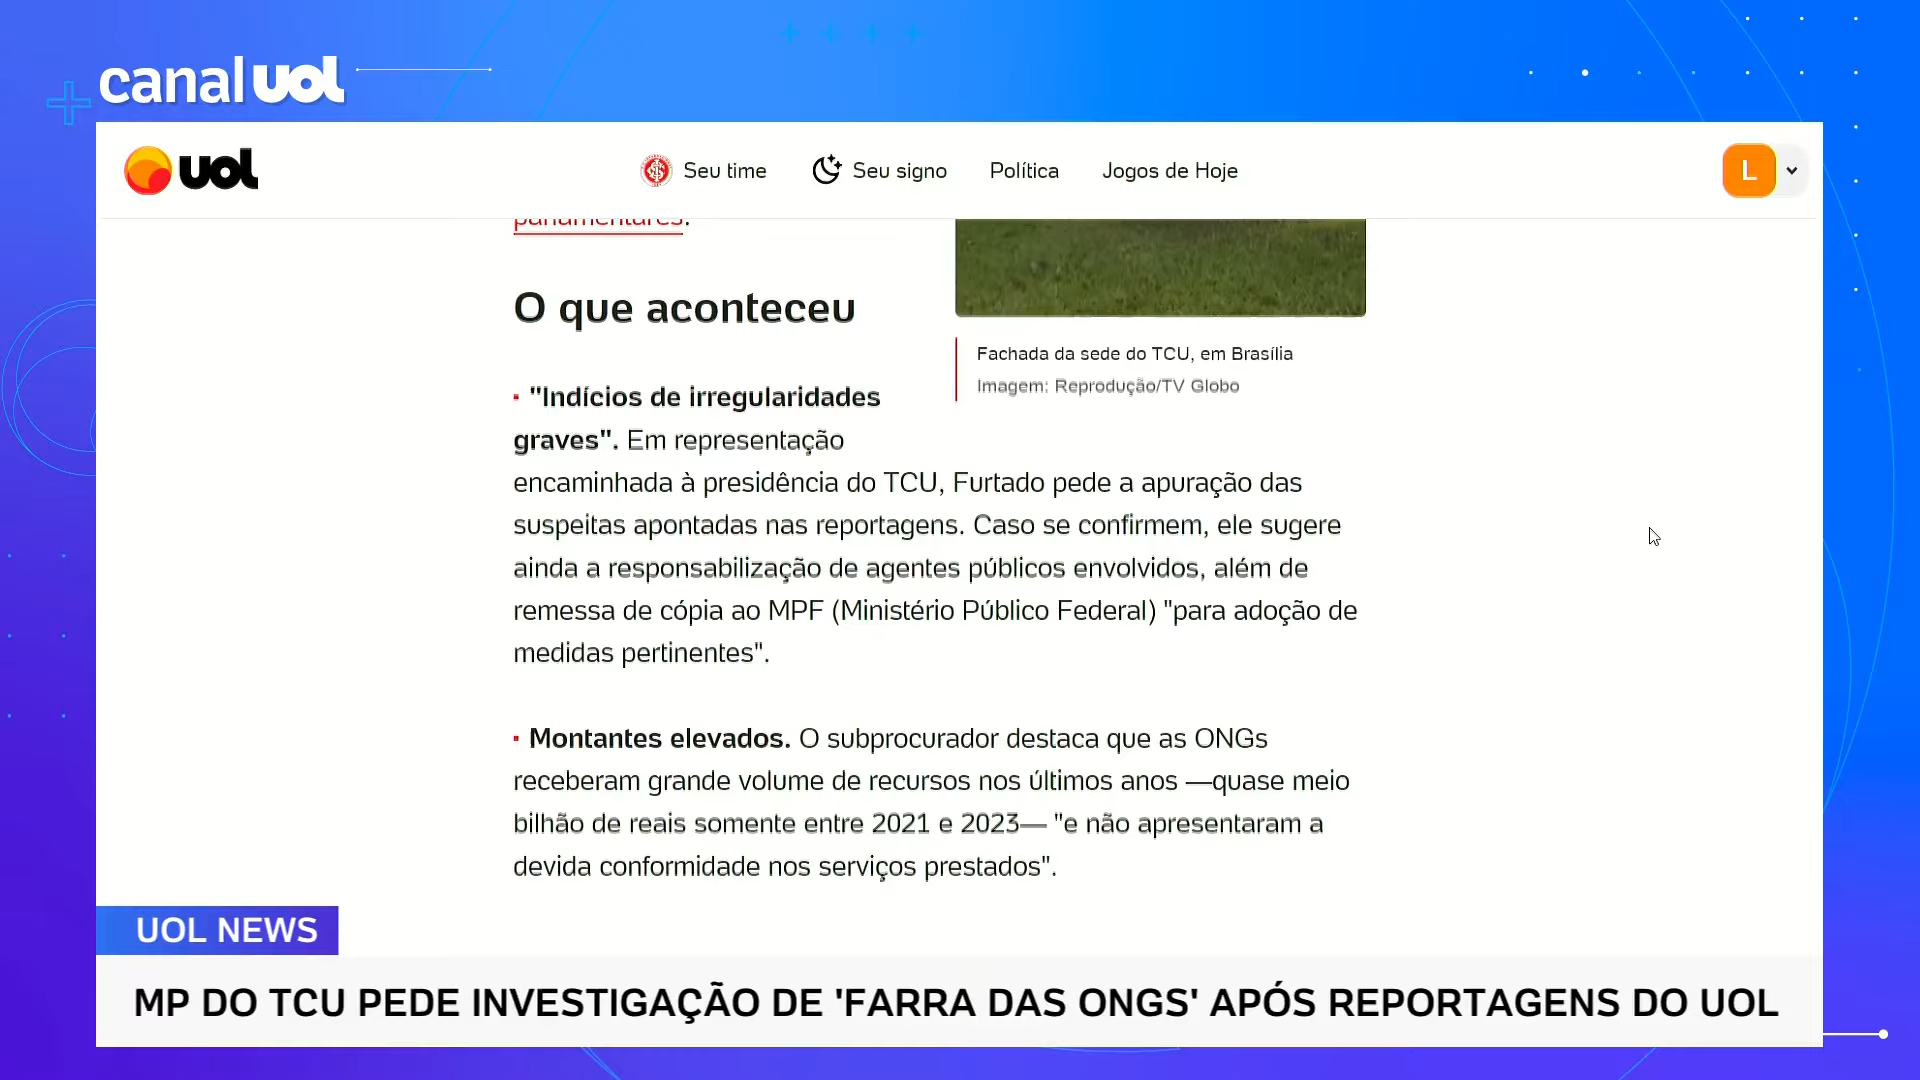 canal uol
uol
Seu time
Seu signo
Política
Jogos de Hoje
L
parlamentares.
O que aconteceu
"Indícios de irregularidades
graves". Em representação
encaminhada à presidência do TCU, Furtado pede a apuração das
suspeitas apontadas nas reportagens. Caso se confirmem, ele sugere
ainda a responsabilização de agentes públicos envolvidos, além de
remessa de cópia ao MPF (Ministério Público Federal) "para adoção de
medidas pertinentes".
Fachada da sede do TCU, em Brasília
Imagem: Reprodução/TV Globo
Montantes elevados. O subprocurador destaca que as ONGs
receberam grande volume de recursos nos últimos anos —quase meio
bilhão de reais somente entre 2021 e 2023— "e não apresentaram a
devida conformidade nos serviços prestados".
UOL NEWS
MP DO TCU PEDE INVESTIGAÇÃO DE 'FARRA DAS ONGS' APÓS REPORTAGENS DO UOL